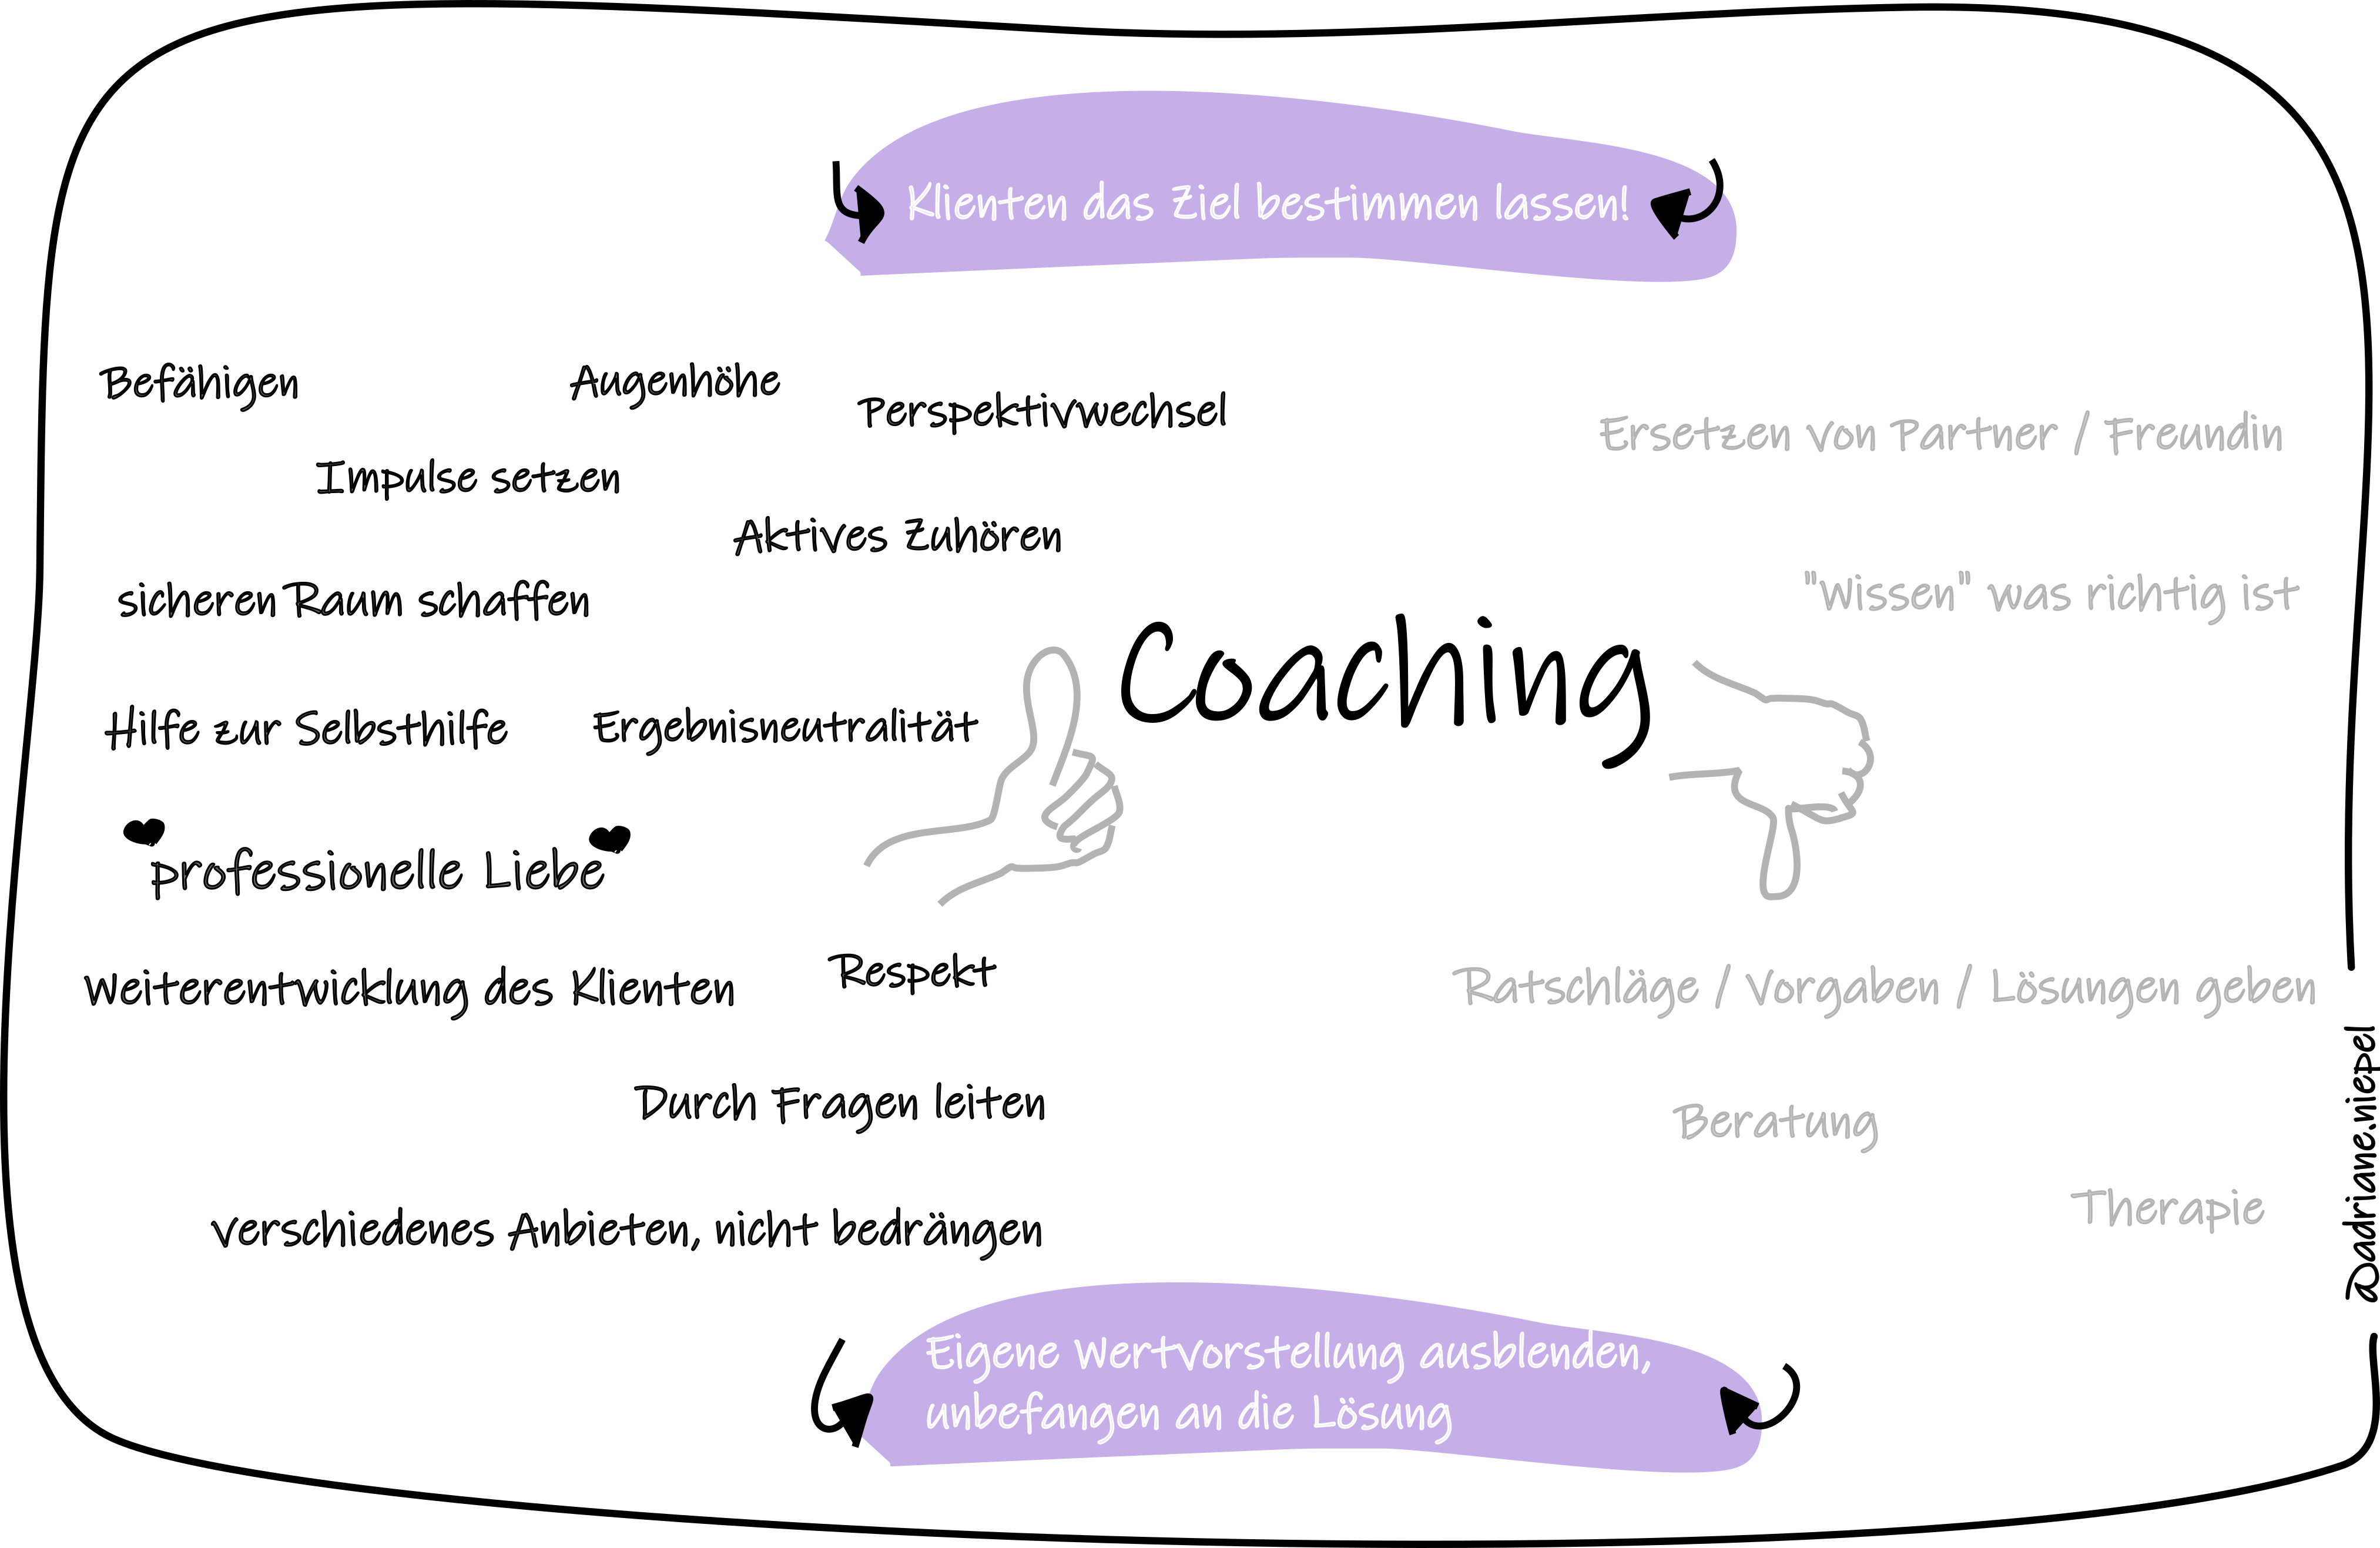 Klienten das Ziel bestimmen lassen!
Befähigen
Augenhöhe
Perspektivwechsel
Impulse setzen
Aktives Zuhören
sicheren Raum schaffen
Hilfe zur Selbsthilfe
Ergebnisneutralität
professionelle Liebe
Weiterentwicklung des Klienten
Respekt
Durch Fragen leiten
verschiedenes Anbieten, nicht bedrängen
Coaching
Ersetzen von Partner / Freundin
"Wissen" was richtig ist
Ratschläge / Vorgaben / Lösungen geben
Beratung
Therapie
Eigene Wertvorstellung ausblenden,
unbefangen an die Lösung
@adriane.niepel